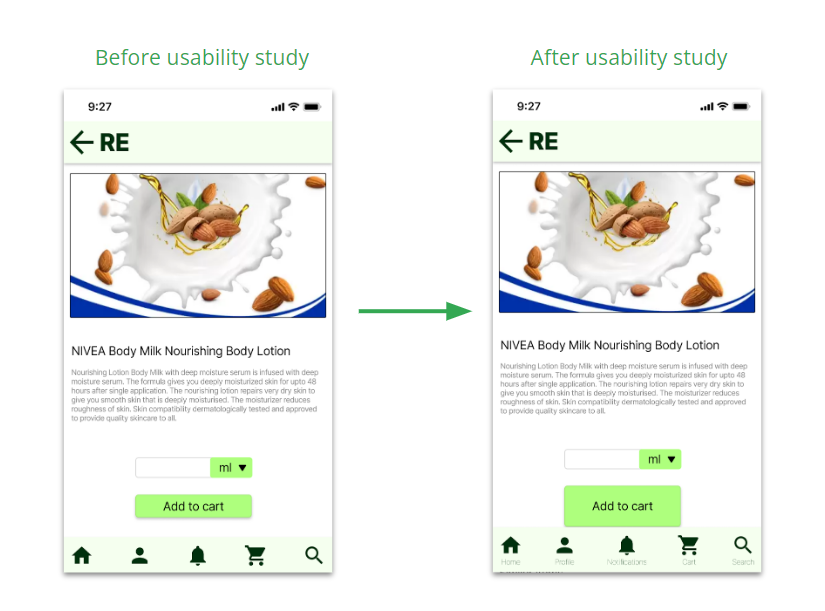 Before usability study
After usability study
9:27
RE
NIVEA Body Milk Nourishing Body Lotion
Nourishing Lotion Body Milk with deep moisture serum is infused with deep
moisture serum. The formula gives you deeply moisturized skin for upto 48
hours after single application. The nourishing lotion repairs very dry skin to
give you smooth skin that is deeply moisturised. The moisturizer reduces
roughness of skin. Skin compatibility dermatologically tested and approved
to provide quality skincare to all.
ml
Add to cart
9:27
RE
NIVEA Body Milk Nourishing Body Lotion
Nourishing Lotion Body Milk with deep moisture serum is infused with deep
moisture serum. The formula gives you deeply moisturized skin for upto 48
hours after single application. The nourishing lotion repairs very dry skin to
give you smooth skin that is deeply moisturised. The moisturizer reduces
roughness of skin. Skin compatibility dermatologically tested and approved
to provide quality skincare to all.
ml
Add to cart
Home Profile Notifications Cart Search